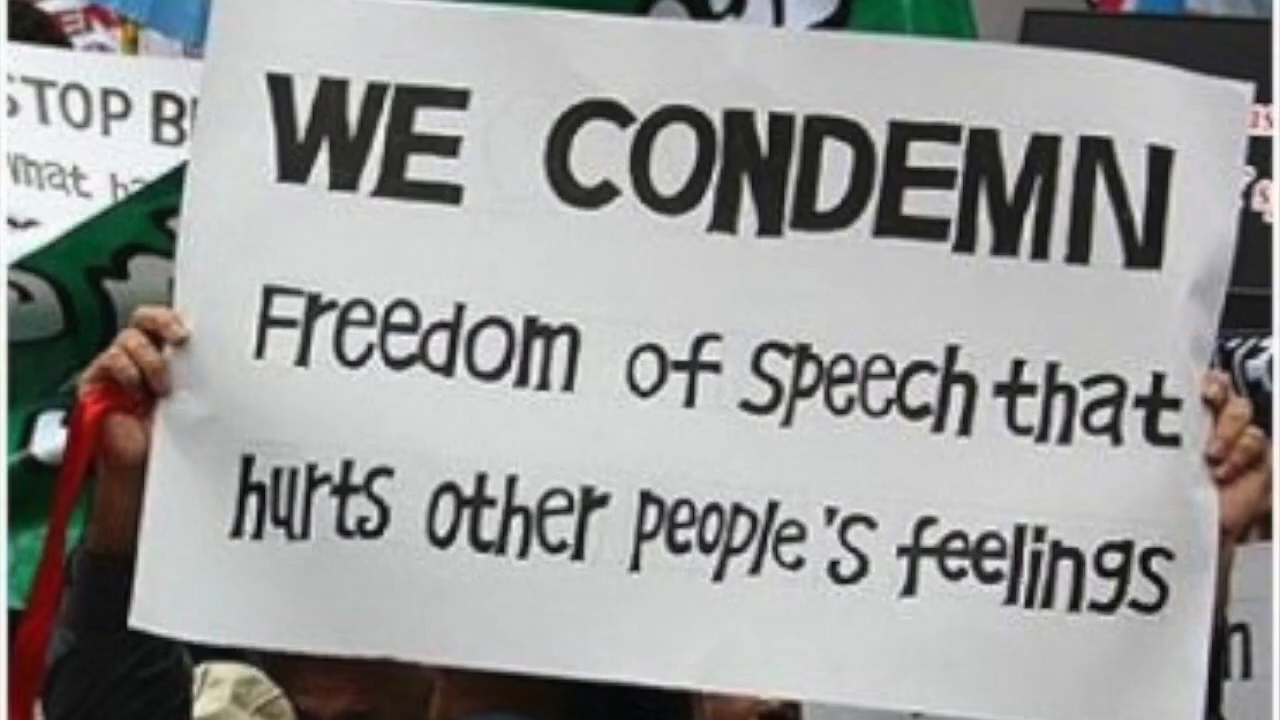 WE CONDEMN
Freedom of speech that
hurts other people's feelings
STOP